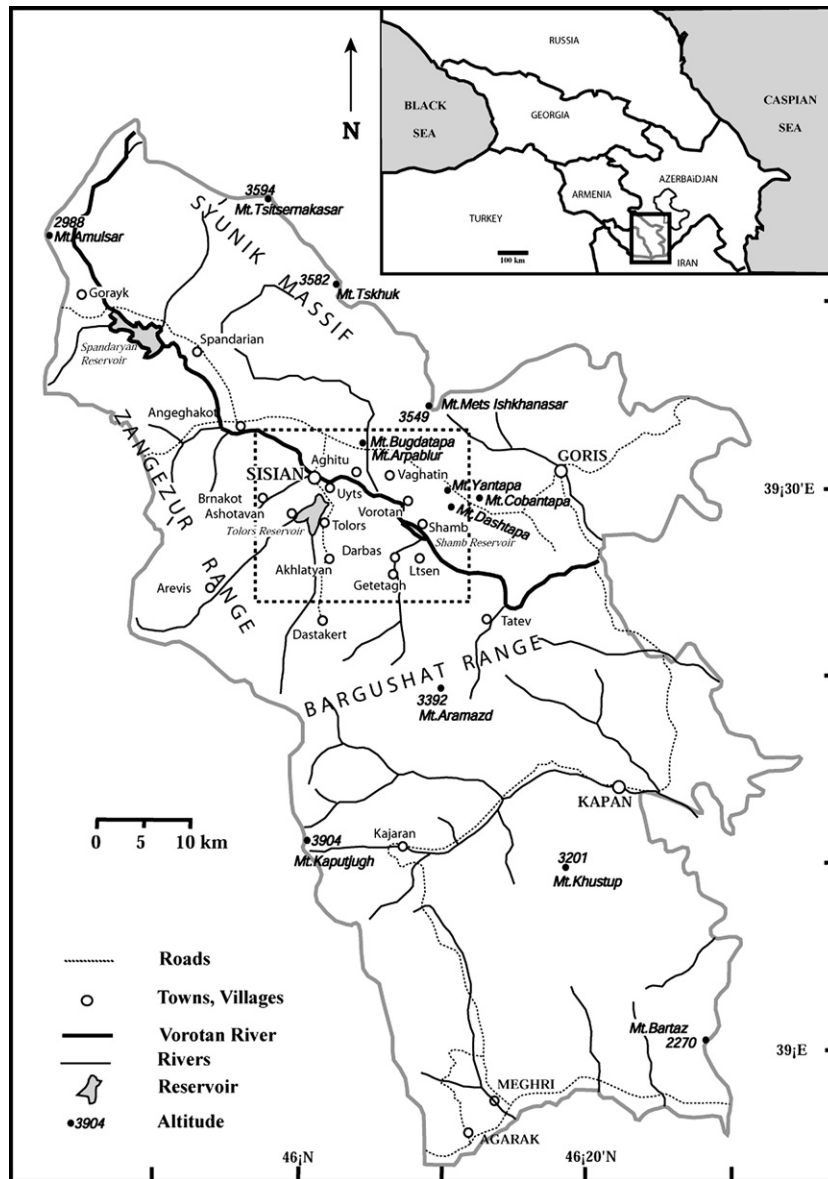 RUSSIA
BLACK
SEA
GEORGIA
CASPIAN
SEA
AZERBAiDJAN
ARMENIA
TURKEY
100 km
IRAN
N
3594
Mt.Tsitsernakasar
2988
Mt.Amulsar
SYUNIK MASSIF
3582
Mt.Tskhuk
Gorayk
Spandaryan
Reservoir
Spandarian
Angeghakot
3549
Mt.Mets Ishkhanasar
Mt.Bugdatapa
Mt.Arpablur
GORIS
Aghitu
SISIAN
Vaghatin
Mt.Yantapa
Mt.Cobantapa
Mt.Dashtapa
39¡30'
Uyts
Brnakot
Ashotavan
Vorotan
Tolors Reservoir
Tolors
Shamb
Shamb Reservoir
Darbas
Akhlatyan
Ltsen
Getetagh
ZANGEZUR RANGE
Arevis
Dastakert
Tatev
BARGUSHAT RANGE
3392
Mt.Aramazd
KAPAN
0 5 10 km
3904
Mt.Kaputjugh
Kajaran
3201
Mt.Khustup
Mt.Bartaz
2270
39¡E
MEGHRI
AGARAK
Roads
Towns, Villages
Vorotan River
Rivers
Reservoir
3904 Altitude
46¡N
46¡20'N